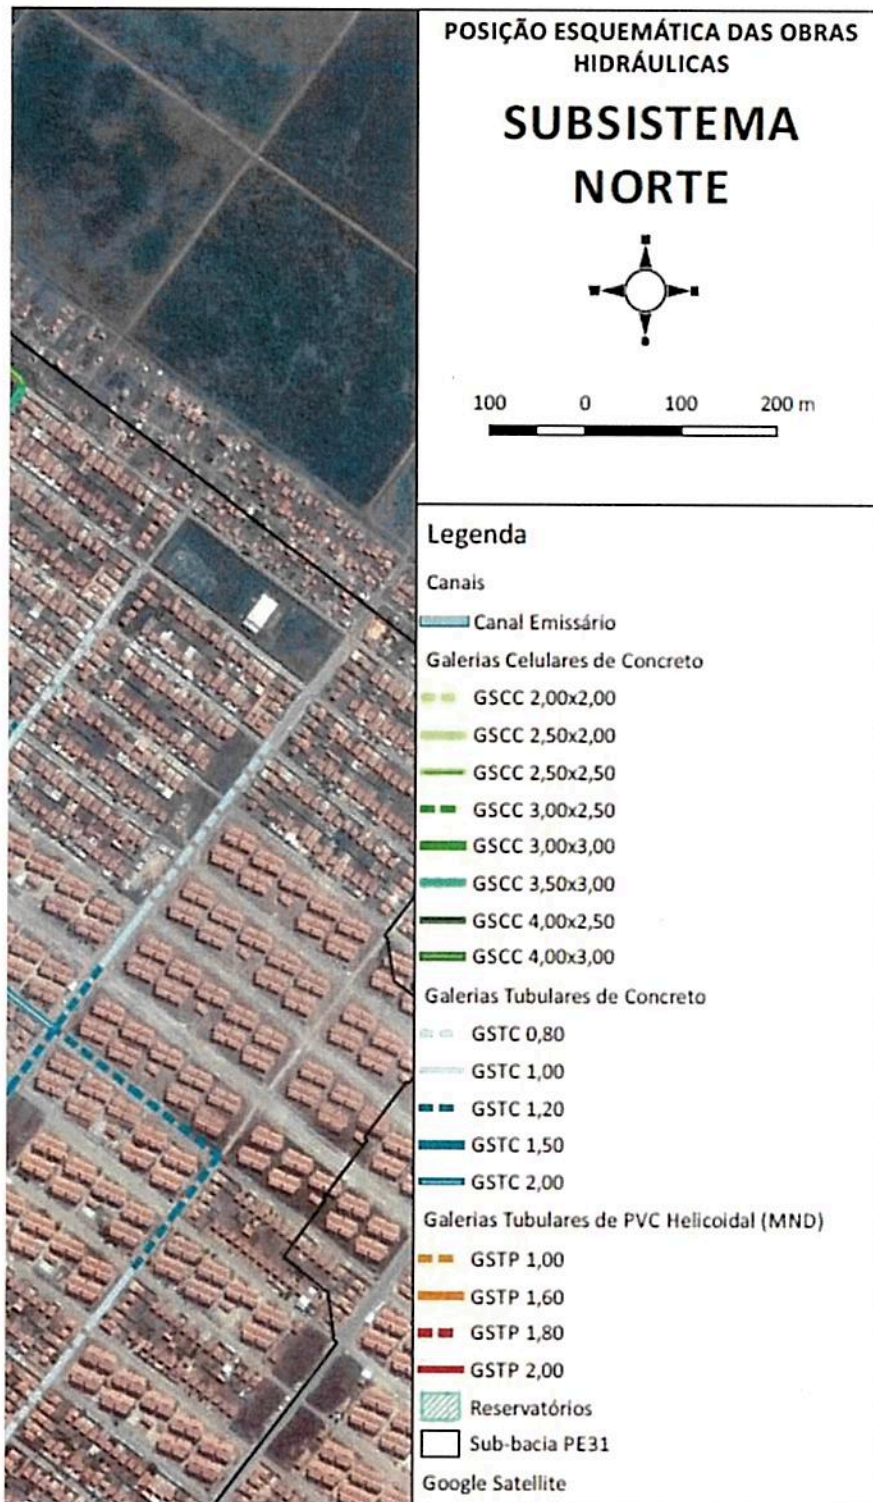 POSIÇÃO ESQUEMÁTICA DAS OBRAS
HIDRÁULICAS
SUBSISTEMA
NORTE
100 0 100 200 m
Legenda
Canais
Canal Emissário
Galerias Celulares de Concreto
GSCC 2,00x2,00
GSCC 2,50x2,00
GSCC 2,50x2,50
GSCC 3,00x2,50
GSCC 3,00x3,00
GSCC 3,50x3,00
GSCC 4,00x2,50
GSCC 4,00x3,00
Galerias Tubulares de Concreto
GSTC 0,80
GSTC 1,00
GSTC 1,20
GSTC 1,50
GSTC 2,00
Galerias Tubulares de PVC Helicoidal (MND)
GSTP 1,00
GSTP 1,60
GSTP 1,80
GSTP 2,00
Reservatórios
Sub-bacia PE31
Google Satellite